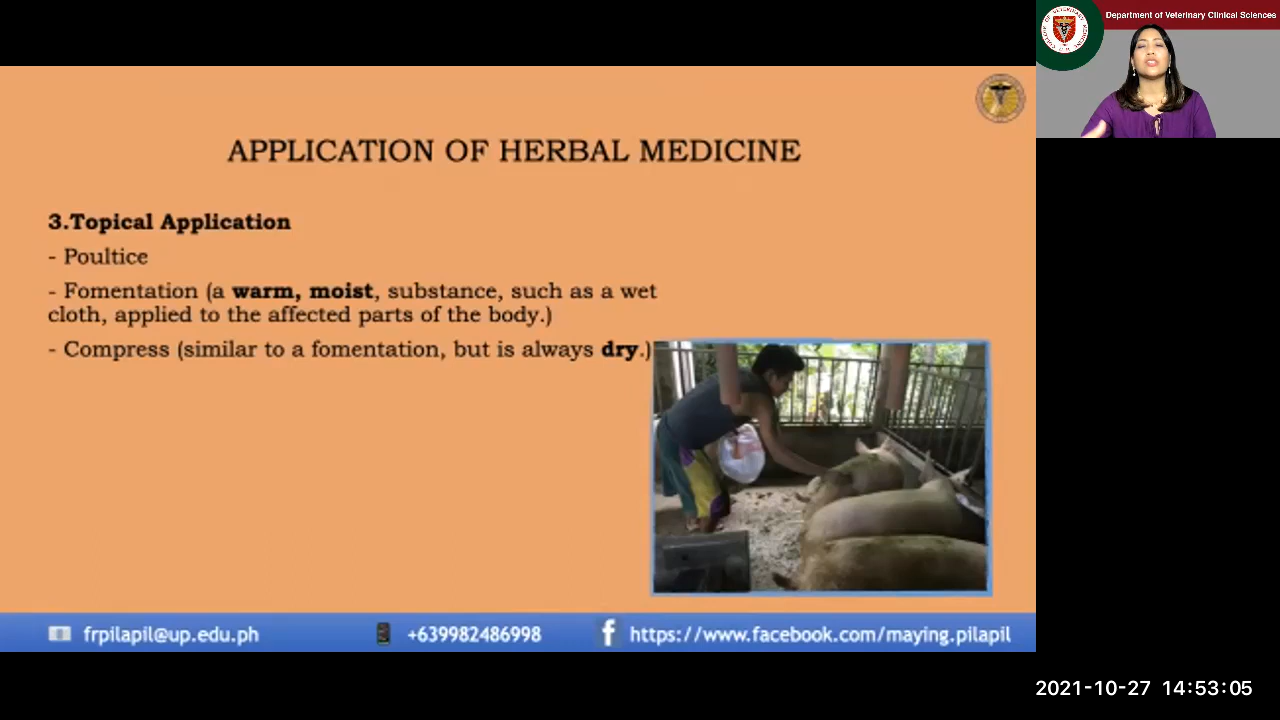 Department of Veterinary Clinical Sciences
APPLICATION OF HERBAL MEDICINE
3.Topical Application
- Poultice
- Fomentation (a warm, moist, substance, such as a wet
cloth, applied to the affected parts of the body.)
- Compress (similar to a fomentation, but is always dry.)
frpilapil@up.edu.ph
+639982486998
https://www.facebook.com/maying.pilapil
2021-10-27 14:53:05